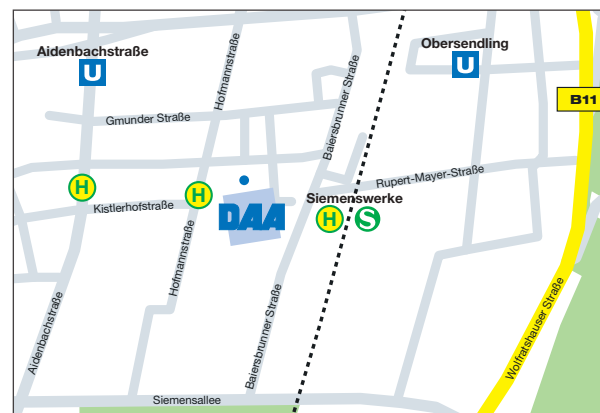 Aidenbachstraße
U
Hofmannstraße
Obersendling
U
Baiersbrunner Straße
B11
Gmunder Straße
H
H
Kistlerhofstraße
DAA
Siemenswerke
H
S
Rupert-Mayer-Straße
Hofmannstraße
Aidenbachstraße
Baiersbrunner Straße
Wolfratshauser Straße
Siemensallee